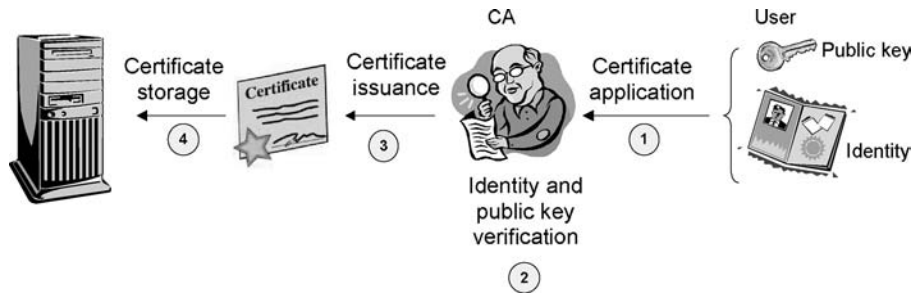 CA
User
Public key
Identity
Certificate
application
1
Identity and
public key
verification
2
Certificate
issuance
3
Certificate
Certificate
storage
4